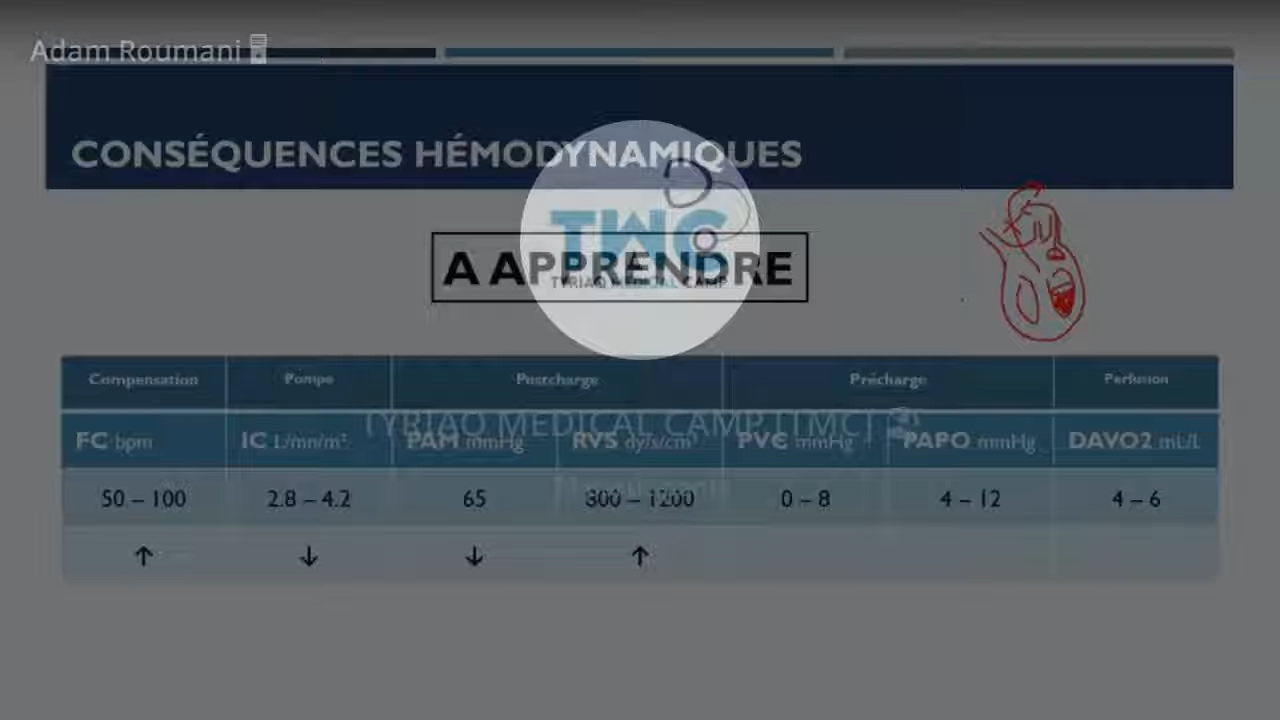 Adam Roumani
CONSÉQUENCES HÉMODYNAMIQUES
TMC
A APPRENDRE
TYRIAQ MEDICAL CAMP
Compensation Pompe Postcharge Précharge Perfusion
TYRIAQ MEDICAL CAMP [TMC]
FC bpm IC L/mn/m² PAM mmHg RVS dy/s/cm⁵ PVC mmHg PAPO mmHg DAVO2 mL/L
50 – 100 2.8 – 4.2 65 800 – 1200 0 – 8 4 – 12 4 – 6
↑ ↓ ↓ ↑